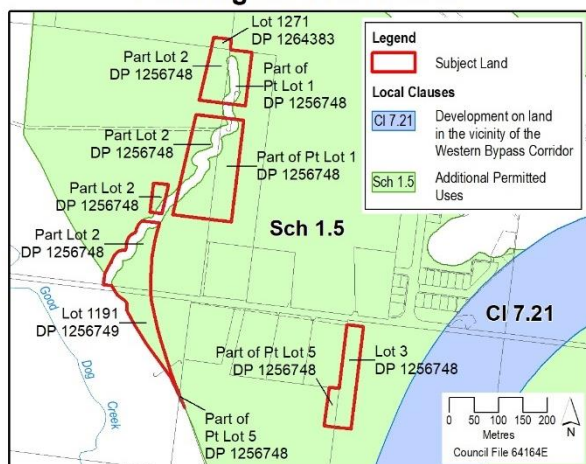 Lot 1271
DP 1264383
Part Lot 2
DP 1256748
Part of
Pt Lot 1
DP 1256748
Part Lot 2
DP 1256748
Part of Pt Lot 1
DP 1256748
Part Lot 2
DP 1256748
Part Lot 2
DP 1256748
Sch 1.5
Lot 1191
DP 1256749
Good
Dog
Creek
Part of
Pt Lot 5
DP 1256748
Part of Pt Lot 5
DP 1256748
Lot 3
DP 1256748
Cl 7.21
Legend
Subject Land
Local Clauses
Cl 7.21
Development on land
in the vicinity of the
Western Bypass Corridor
Sch 1.5
Additional Permitted
Uses
0 50 100 150 200
Metres
N
Council File 64164E